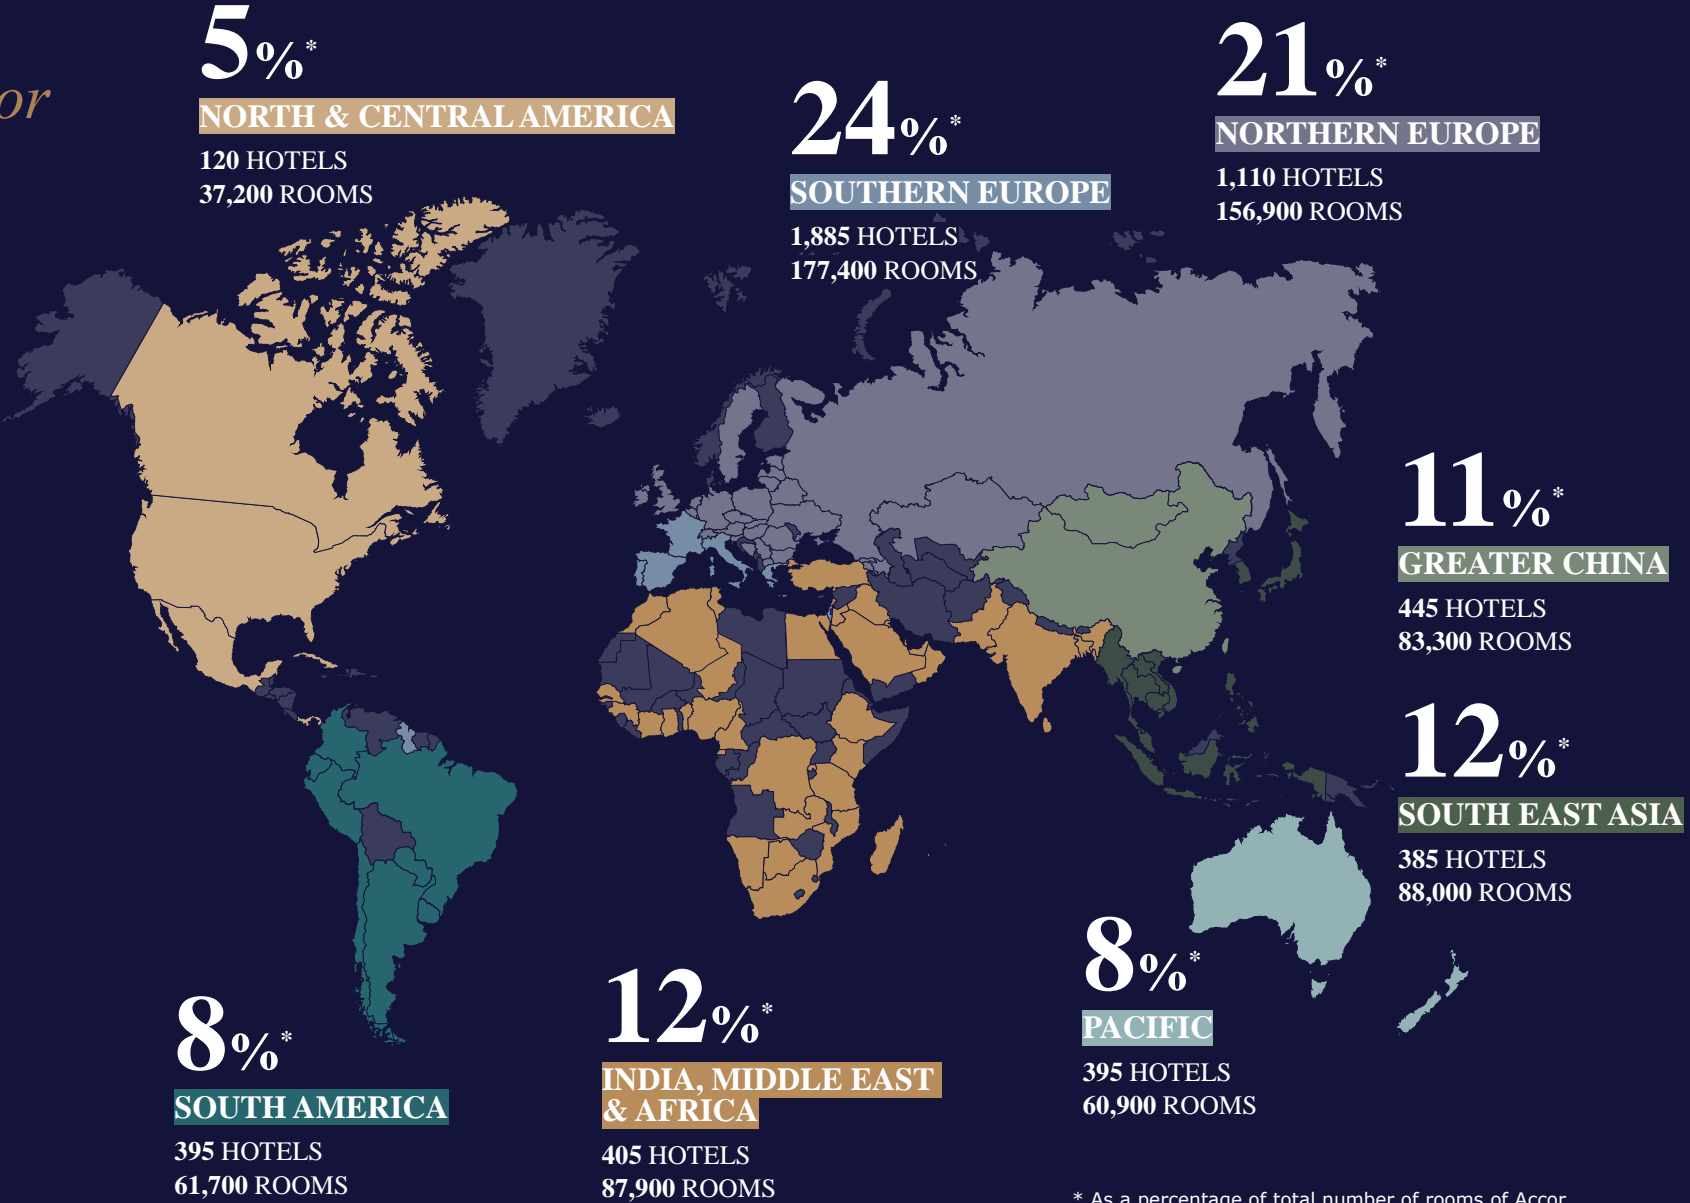 or
5%*
NORTH & CENTRAL AMERICA
120 HOTELS
37,200 ROOMS
24%*
SOUTHERN EUROPE
1,885 HOTELS
177,400 ROOMS
21%*
NORTHERN EUROPE
1,110 HOTELS
156,900 ROOMS
11%*
GREATER CHINA
445 HOTELS
83,300 ROOMS
12%*
SOUTH EAST ASIA
385 HOTELS
88,000 ROOMS
8%*
PACIFIC
395 HOTELS
60,900 ROOMS
8%*
SOUTH AMERICA
395 HOTELS
61,700 ROOMS
12%*
INDIA, MIDDLE EAST
& AFRICA
405 HOTELS
87,900 ROOMS
* As a percentage of total number of rooms of Accor